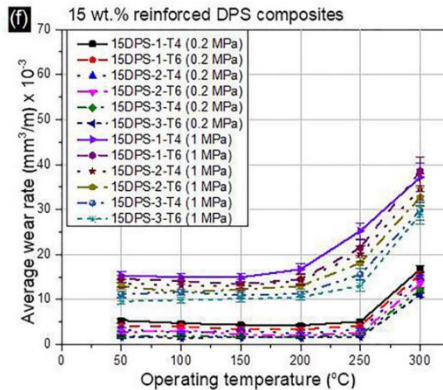 (f) 15 wt.% reinforced DPS composites
70
60
50
40
30
20
10
0
Average wear rate (mm³/m) x 10⁻³
15DPS-1-T4 (0.2 MPa)
15DPS-1-T6 (0.2 MPa)
15DPS-2-T4 (0.2 MPa)
15DPS-2-T6 (0.2 MPa)
15DPS-3-T4 (0.2 MPa)
15DPS-3-T6 (0.2 MPa)
15DPS-1-T4 (1 MPa)
15DPS-1-T6 (1 MPa)
15DPS-2-T4 (1 MPa)
15DPS-2-T6 (1 MPa)
15DPS-3-T4 (1 MPa)
15DPS-3-T6 (1 MPa)
0 50 100 150 200 250 300
Operating temperature (ºC)